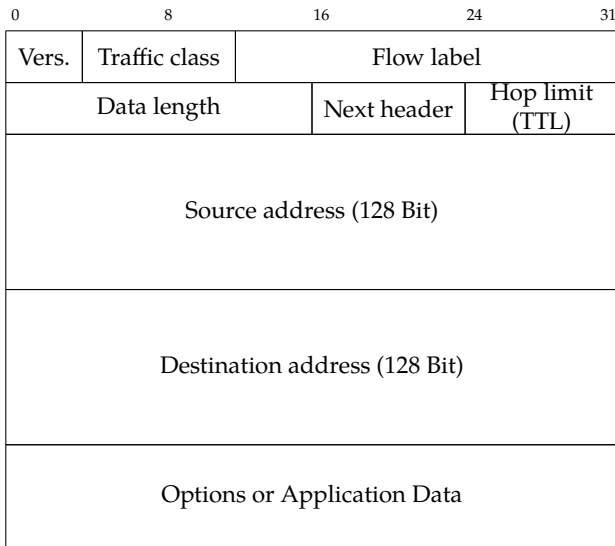 0 8 16 24 31
Vers. Traffic class Flow label
Data length Next header Hop limit
(TTL)
Source address (128 Bit)
Destination address (128 Bit)
Options or Application Data